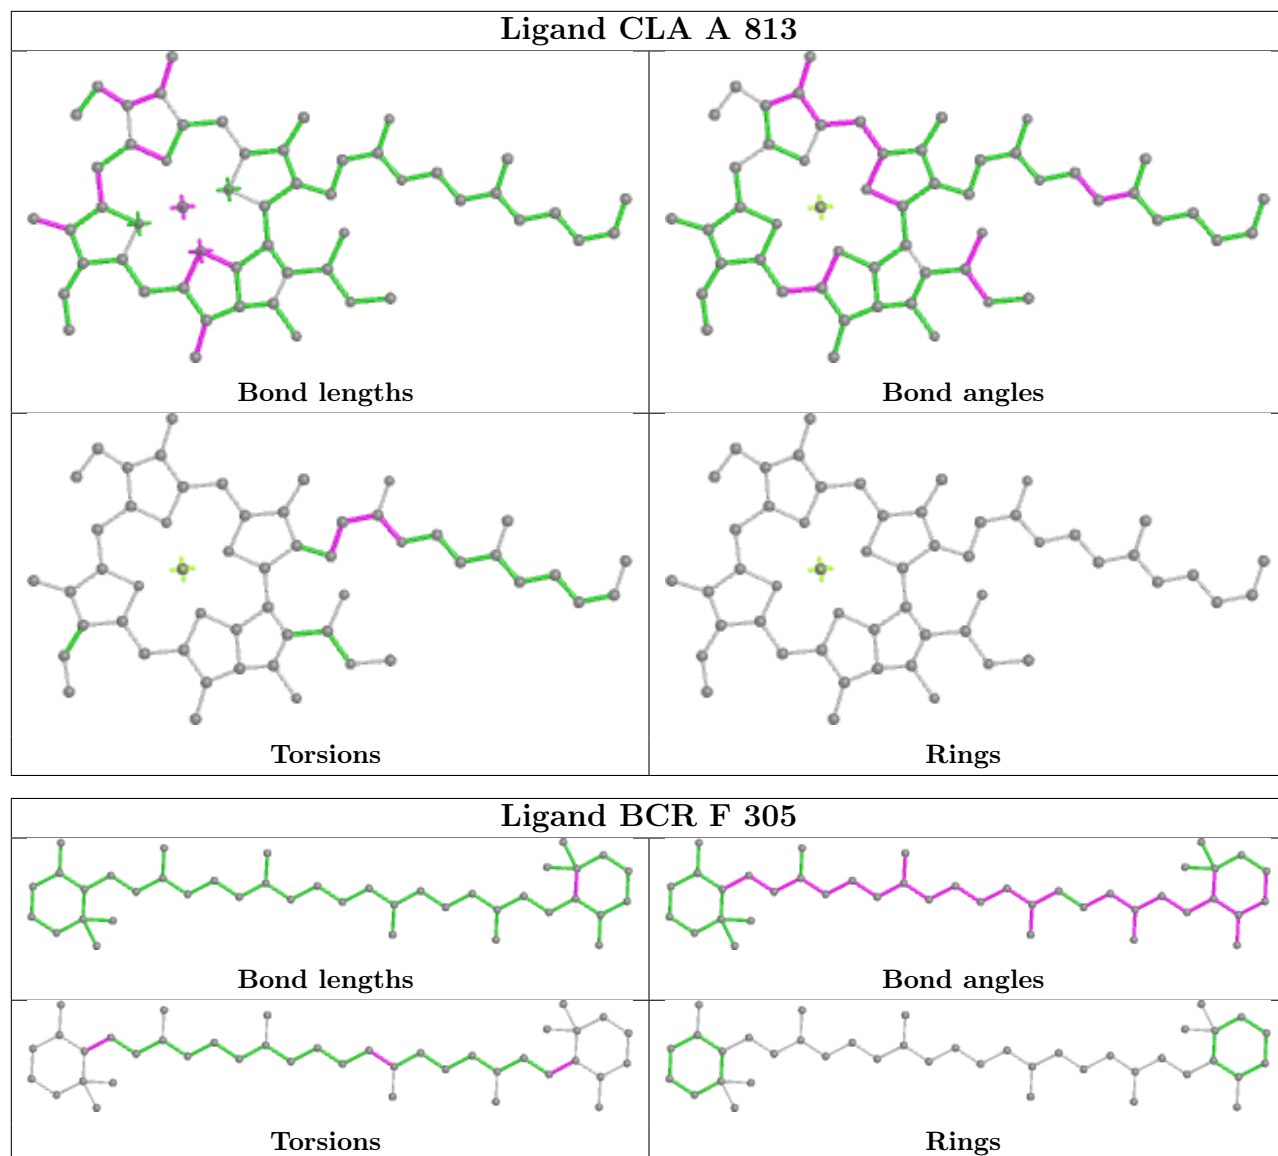 Ligand CLA A 813
Bond lengths
Bond angles
Torsions
Rings
Ligand BCR F 305
Bond lengths
Bond angles
Torsions
Rings